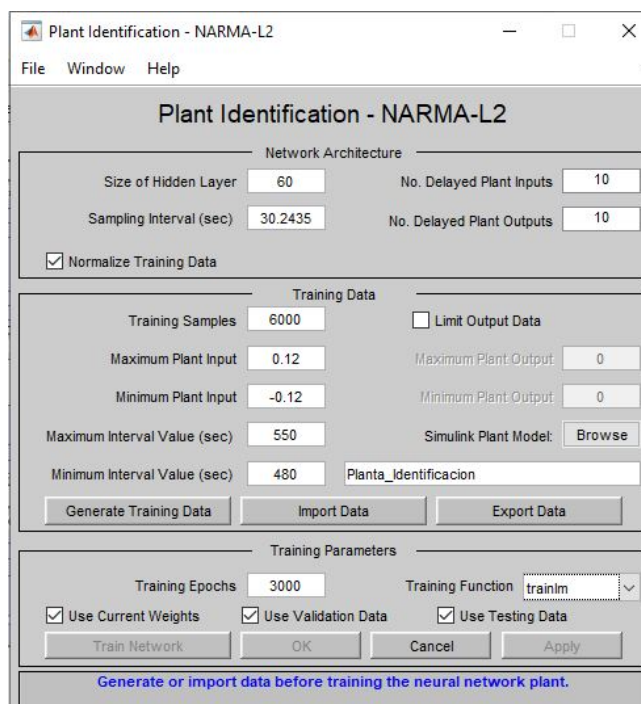 Plant Identification - NARMA-L2
File Window Help
Plant Identification - NARMA-L2
Network Architecture
Size of Hidden Layer 60 No. Delayed Plant Inputs 10
Sampling Interval (sec) 30.2435 No. Delayed Plant Outputs 10
Normalize Training Data
Training Data
Training Samples 6000 Limit Output Data
Maximum Plant Input 0.12 Maximum Plant Output 0
Minimum Plant Input -0.12 Minimum Plant Output 0
Maximum Interval Value (sec) 550 Simulink Plant Model: Browse
Minimum Interval Value (sec) 480 Planta_Identificacion
Generate Training Data Import Data Export Data
Training Parameters
Training Epochs 3000 Training Function trainlm
Use Current Weights Use Validation Data Use Testing Data
Train Network OK Cancel Apply
Generate or import data before training the neural network plant.